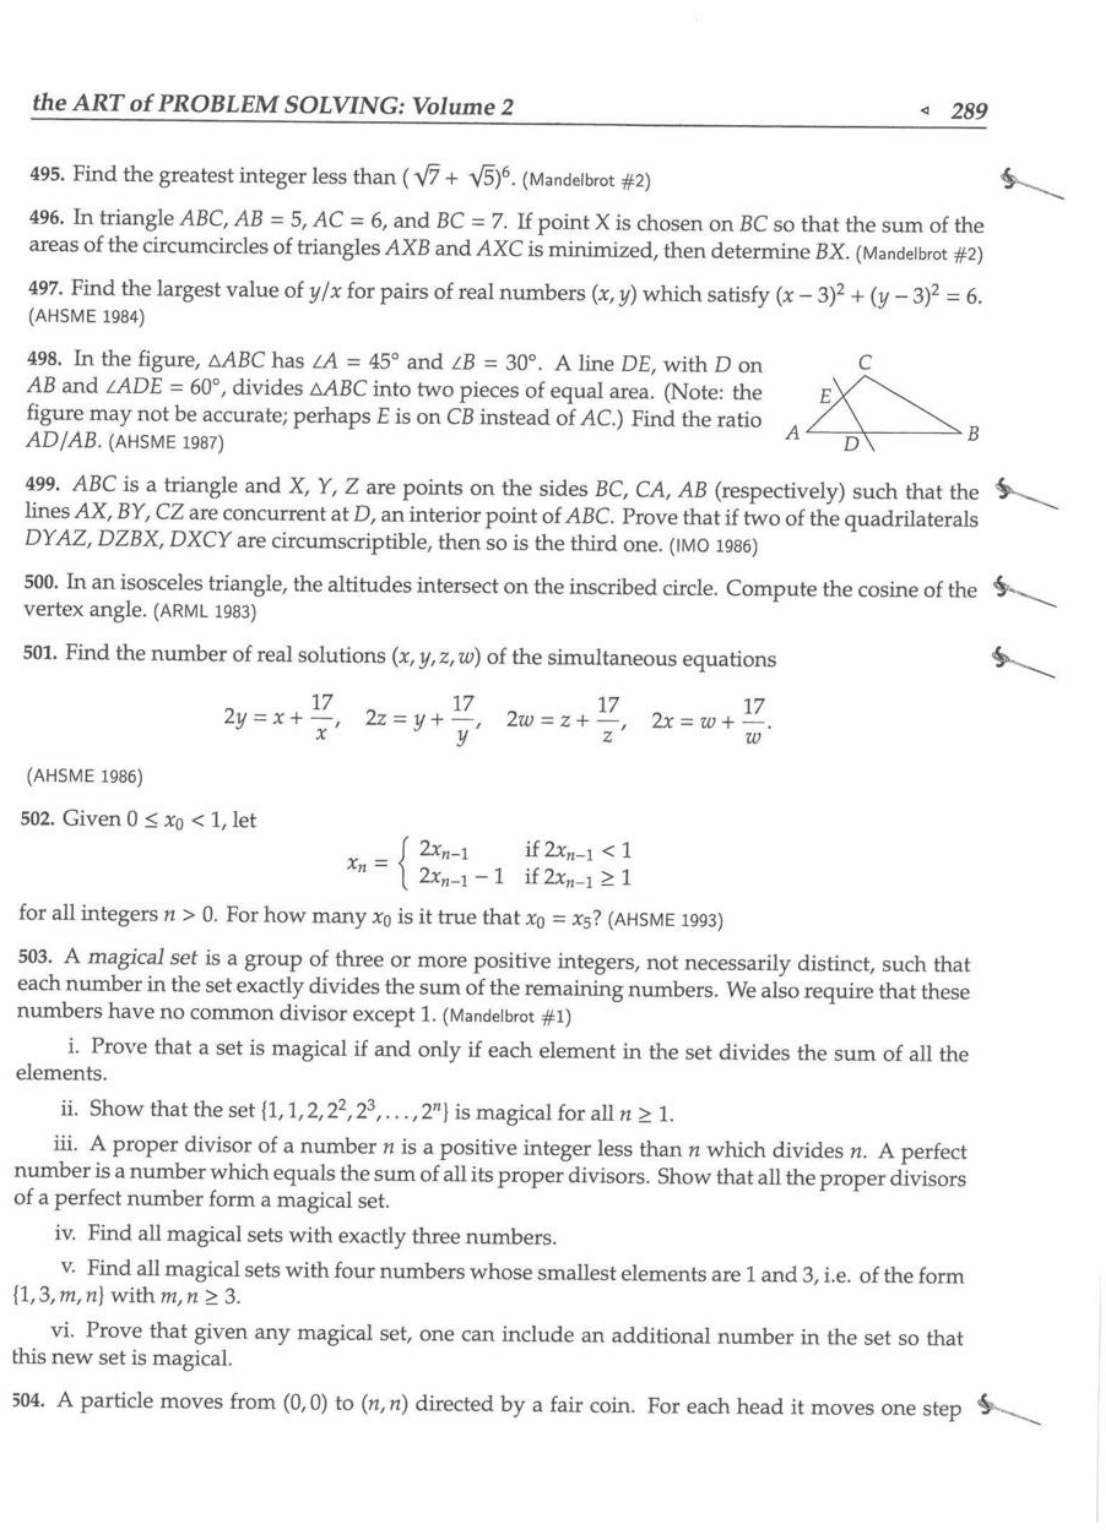 the ART of PROBLEM SOLVING: Volume 2 ◁ 289
495. Find the greatest integer less than (√7 + √5)⁶. (Mandelbrot #2)
496. In triangle ABC, AB = 5, AC = 6, and BC = 7. If point X is chosen on BC so that the sum of the
areas of the circumcircles of triangles AXB and AXC is minimized, then determine BX. (Mandelbrot #2)
497. Find the largest value of y/x for pairs of real numbers (x, y) which satisfy (x − 3)² + (y − 3)² = 6.
(AHSME 1984)
498. In the figure, △ABC has ∠A = 45° and ∠B = 30°. A line DE, with D on
AB and ∠ADE = 60°, divides △ABC into two pieces of equal area. (Note: the
figure may not be accurate; perhaps E is on CB instead of AC.) Find the ratio
AD/AB. (AHSME 1987)
C
E
A
D
B
499. ABC is a triangle and X, Y, Z are points on the sides BC, CA, AB (respectively) such that the
lines AX, BY, CZ are concurrent at D, an interior point of ABC. Prove that if two of the quadrilaterals
DYAZ, DZBX, DXCY are circumscriptible, then so is the third one. (IMO 1986)
500. In an isosceles triangle, the altitudes intersect on the inscribed circle. Compute the cosine of the
vertex angle. (ARML 1983)
501. Find the number of real solutions (x, y, z, w) of the simultaneous equations
2y = x + 17/x, 2z = y + 17/y, 2w = z + 17/z, 2x = w + 17/w.
(AHSME 1986)
502. Given 0 ≤ x₀ < 1, let
xₙ = { 2xₙ₋₁ if 2xₙ₋₁ < 1
2xₙ₋₁ − 1 if 2xₙ₋₁ ≥ 1
for all integers n > 0. For how many x₀ is it true that x₀ = x₅? (AHSME 1993)
503. A magical set is a group of three or more positive integers, not necessarily distinct, such that
each number in the set exactly divides the sum of the remaining numbers. We also require that these
numbers have no common divisor except 1. (Mandelbrot #1)
i. Prove that a set is magical if and only if each element in the set divides the sum of all the
elements.
ii. Show that the set {1, 1, 2, 2², 2³, . . . , 2ⁿ} is magical for all n ≥ 1.
iii. A proper divisor of a number n is a positive integer less than n which divides n. A perfect
number is a number which equals the sum of all its proper divisors. Show that all the proper divisors
of a perfect number form a magical set.
iv. Find all magical sets with exactly three numbers.
v. Find all magical sets with four numbers whose smallest elements are 1 and 3, i.e. of the form
{1, 3, m, n} with m, n ≥ 3.
vi. Prove that given any magical set, one can include an additional number in the set so that
this new set is magical.
504. A particle moves from (0, 0) to (n, n) directed by a fair coin. For each head it moves one step